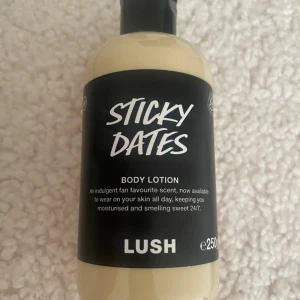 STICKY
DATES
BODY LOTION
An indulgent fan favourite scent, now available
to wear on your skin all day, keeping you
moisturised and smelling sweet 24/7.
LUSH
℮250